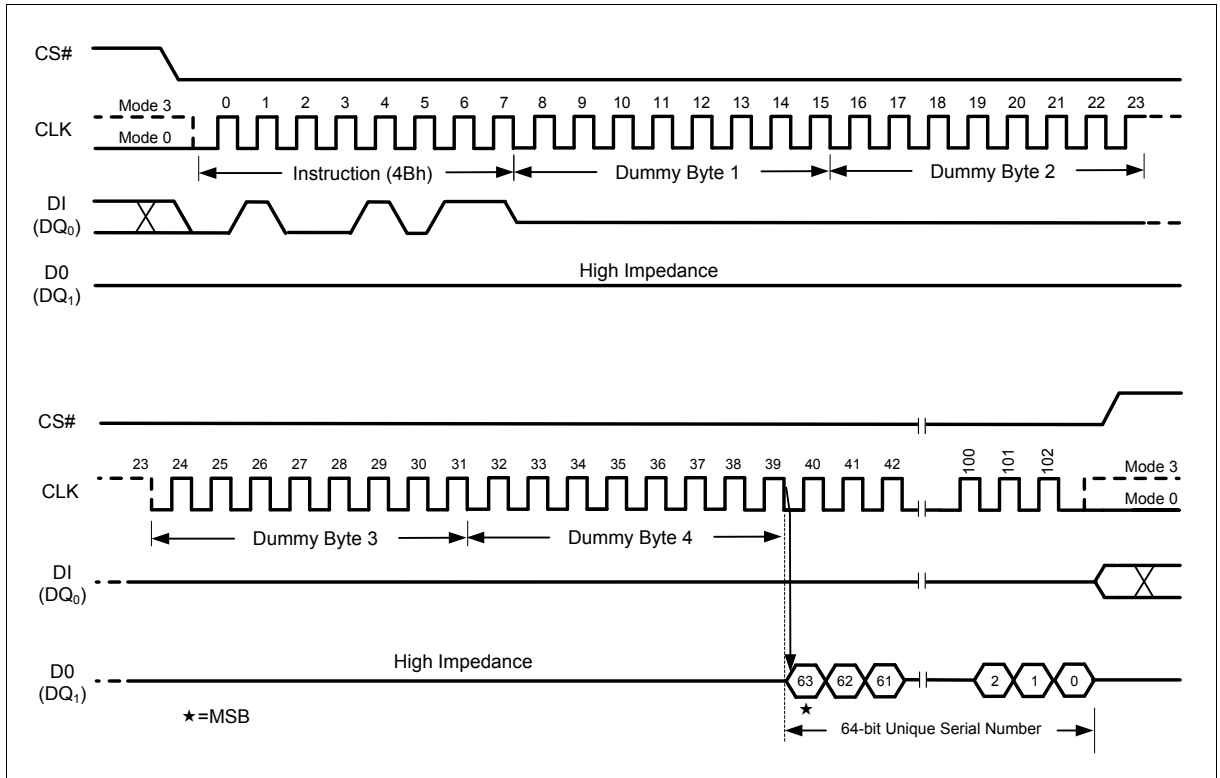 CS#
Mode 3
0 1 2 3 4 5 6 7 8 9 10 11 12 13 14 15 16 17 18 19 20 21 22 23
CLK
Mode 0
Instruction (4Bh)
Dummy Byte 1
Dummy Byte 2
DI
(DQ0)
D0
(DQ1)
High Impedance
CS#
23 24 25 26 27 28 29 30 31 32 33 34 35 36 37 38 39 40 41 42 100 101 102
Mode 3
CLK
Mode 0
Dummy Byte 3
Dummy Byte 4
DI
(DQ0)
High Impedance
D0
(DQ1)
63 62 61 2 1 0
★=MSB
★
64-bit Unique Serial Number